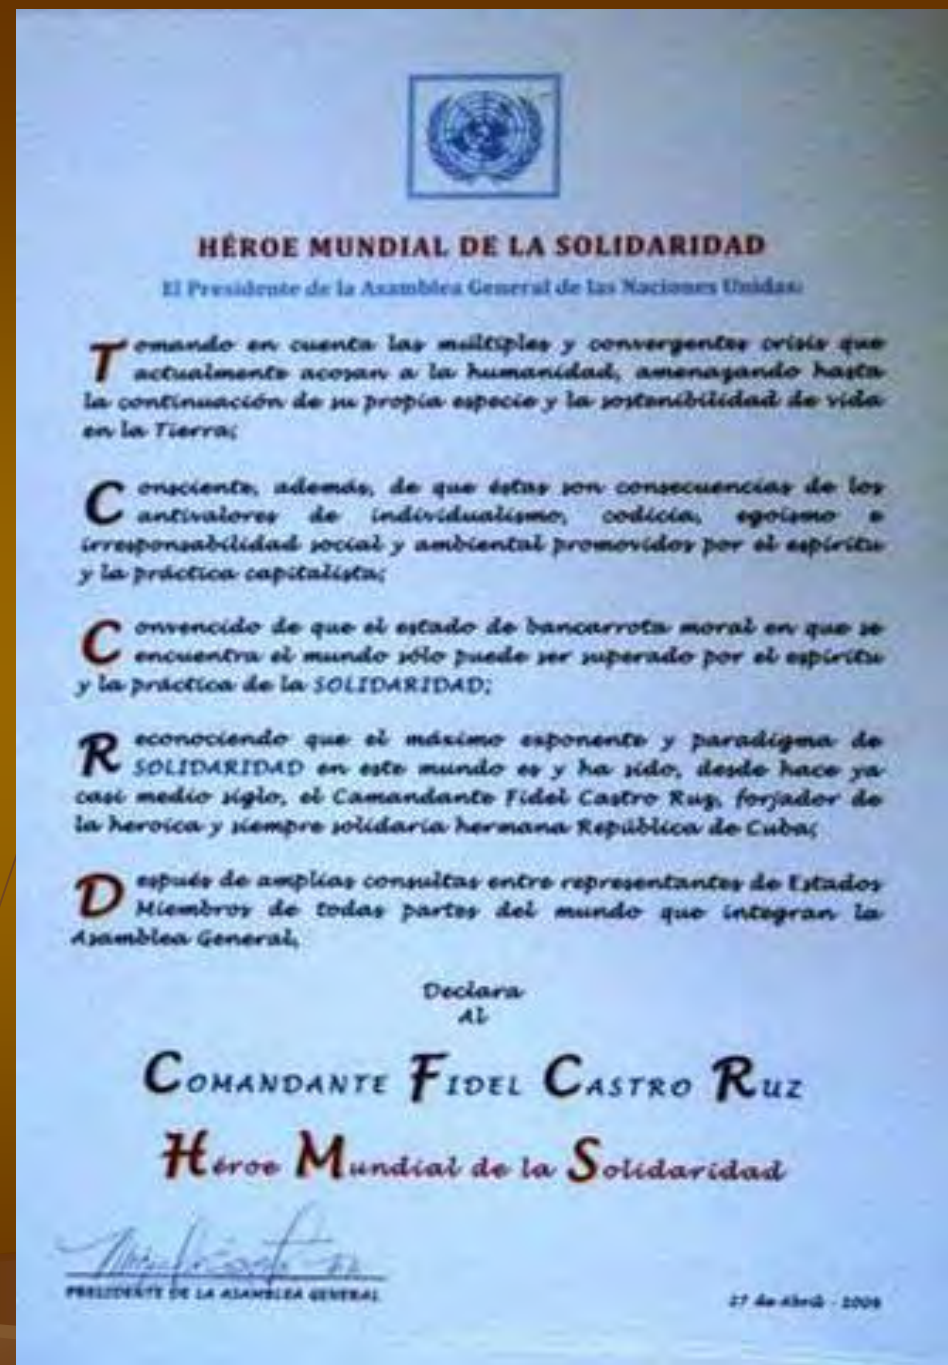 HÉROE MUNDIAL DE LA SOLIDARIDAD
El Presidente de la Asamblea General de las Naciones Unidas:
Tomando en cuenta las múltiples y convergentes crisis que
actualmente acosan a la humanidad, amenazando hasta
la continuación de su propia especie y la sostenibilidad de vida
en la Tierra;
Consciente, además, de que éstas son consecuencias de los
antivalores de individualismo, codicia, egoísmo e
irresponsabilidad social y ambiental promovidos por el espíritu
y la práctica capitalista;
Convencido de que el estado de bancarrota moral en que se
encuentra el mundo sólo puede ser superado por el espíritu
y la práctica de la SOLIDARIDAD;
Reconociendo que el máximo exponente y paradigma de
SOLIDARIDAD en este mundo es y ha sido, desde hace ya
casi medio siglo, el Camandante Fidel Castro Ruz, forjador de
la heroica y siempre solidaria hermana República de Cuba;
Después de amplias consultas entre representantes de Estados
Miembros de todas partes del mundo que integran la
Asamblea General,
Declara
Al
COMANDANTE FIDEL CASTRO RUZ
Héroe Mundial de la Solidaridad
PRESIDENTE DE LA ASAMBLEA GENERAL
27 de Abril - 2009